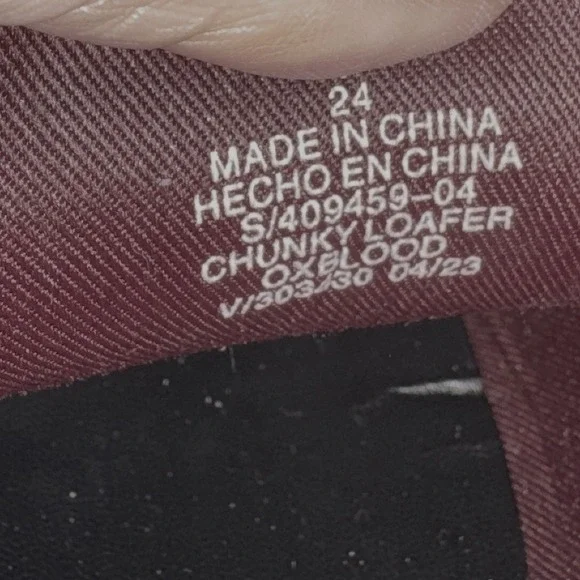 24
MADE IN CHINA
HECHO EN CHINA
S/409459-04
CHUNKY LOAFER
OXBLOOD
V/303/30 04/23